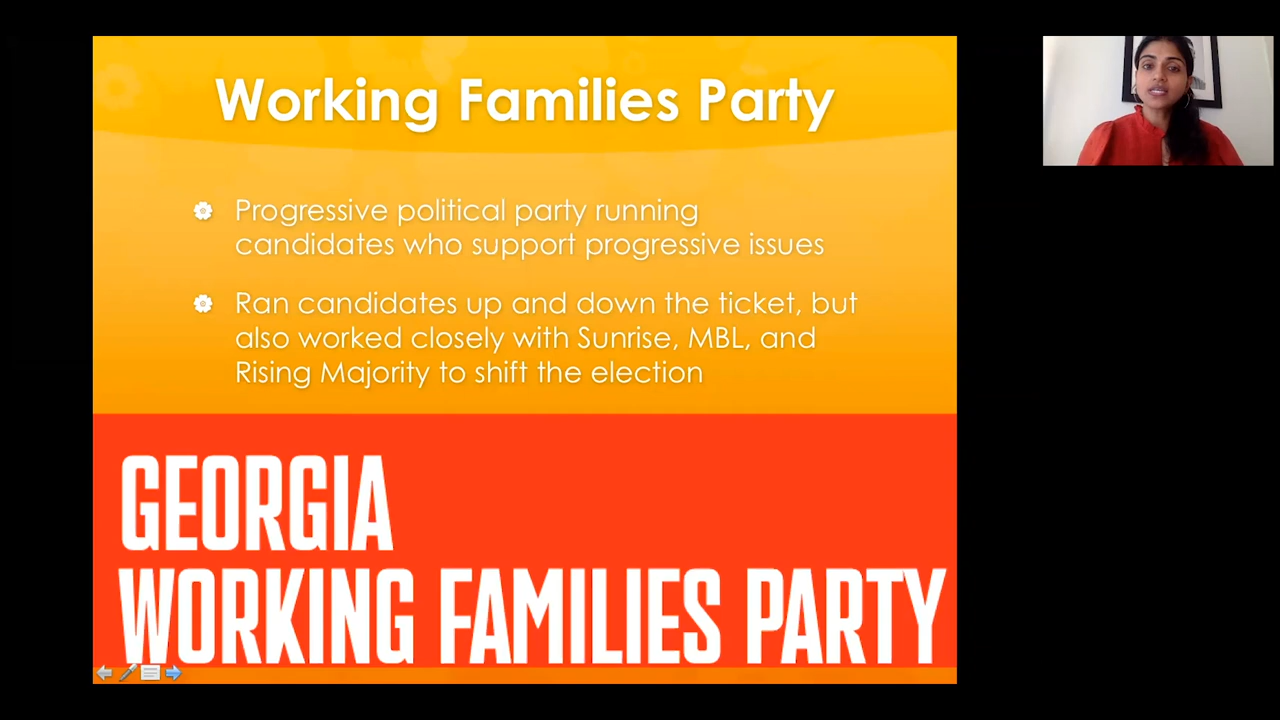 Working Families Party
Progressive political party running
candidates who support progressive issues
Ran candidates up and down the ticket, but
also worked closely with Sunrise, MBL, and
Rising Majority to shift the election
GEORGIA
WORKING FAMILIES PARTY